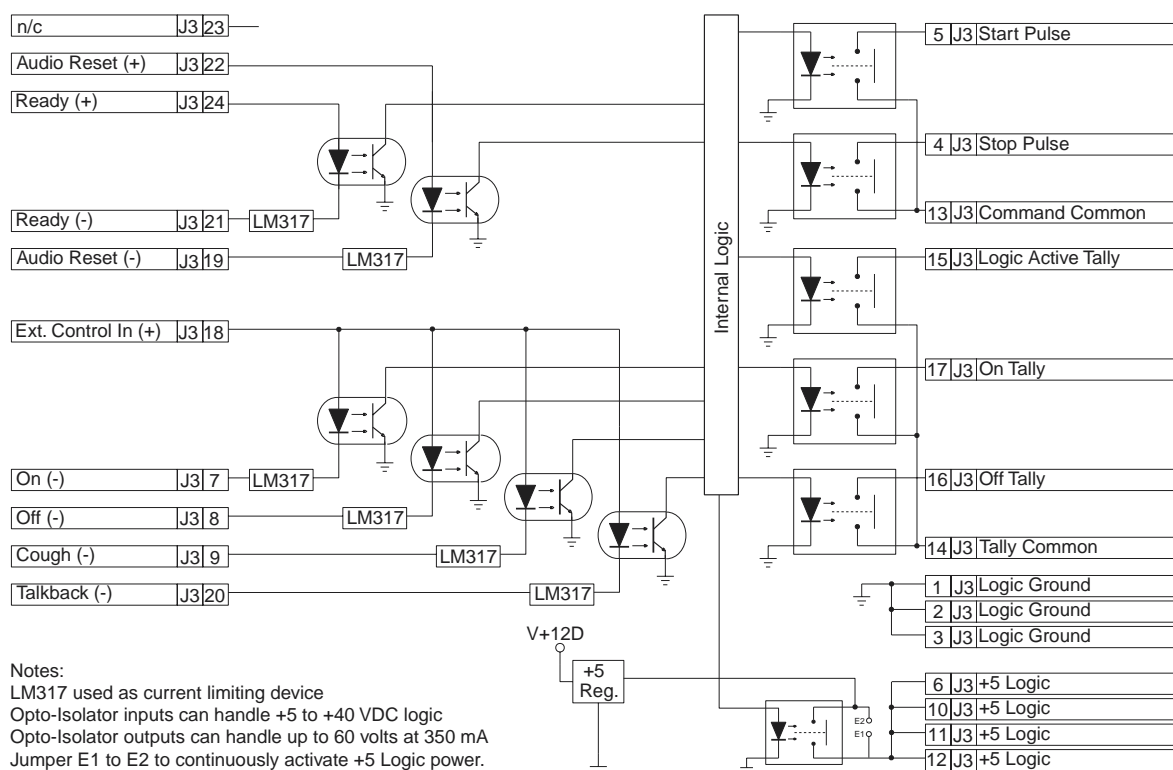 n/c J3 23
Audio Reset (+) J3 22
Ready (+) J3 24
Ready (-) J3 21 LM317
Audio Reset (-) J3 19 LM317
Ext. Control In (+) J3 18
On (-) J3 7 LM317
Off (-) J3 8 LM317
Cough (-) J3 9 LM317
Talkback (-) J3 20 LM317
Internal Logic
5 J3 Start Pulse
4 J3 Stop Pulse
13 J3 Command Common
15 J3 Logic Active Tally
17 J3 On Tally
16 J3 Off Tally
14 J3 Tally Common
1 J3 Logic Ground
2 J3 Logic Ground
3 J3 Logic Ground
V+12D
+5
Reg.
E2
E1
6 J3 +5 Logic
10 J3 +5 Logic
11 J3 +5 Logic
12 J3 +5 Logic
Notes:
LM317 used as current limiting device
Opto-Isolator inputs can handle +5 to +40 VDC logic
Opto-Isolator outputs can handle up to 60 volts at 350 mA
Jumper E1 to E2 to continuously activate +5 Logic power.